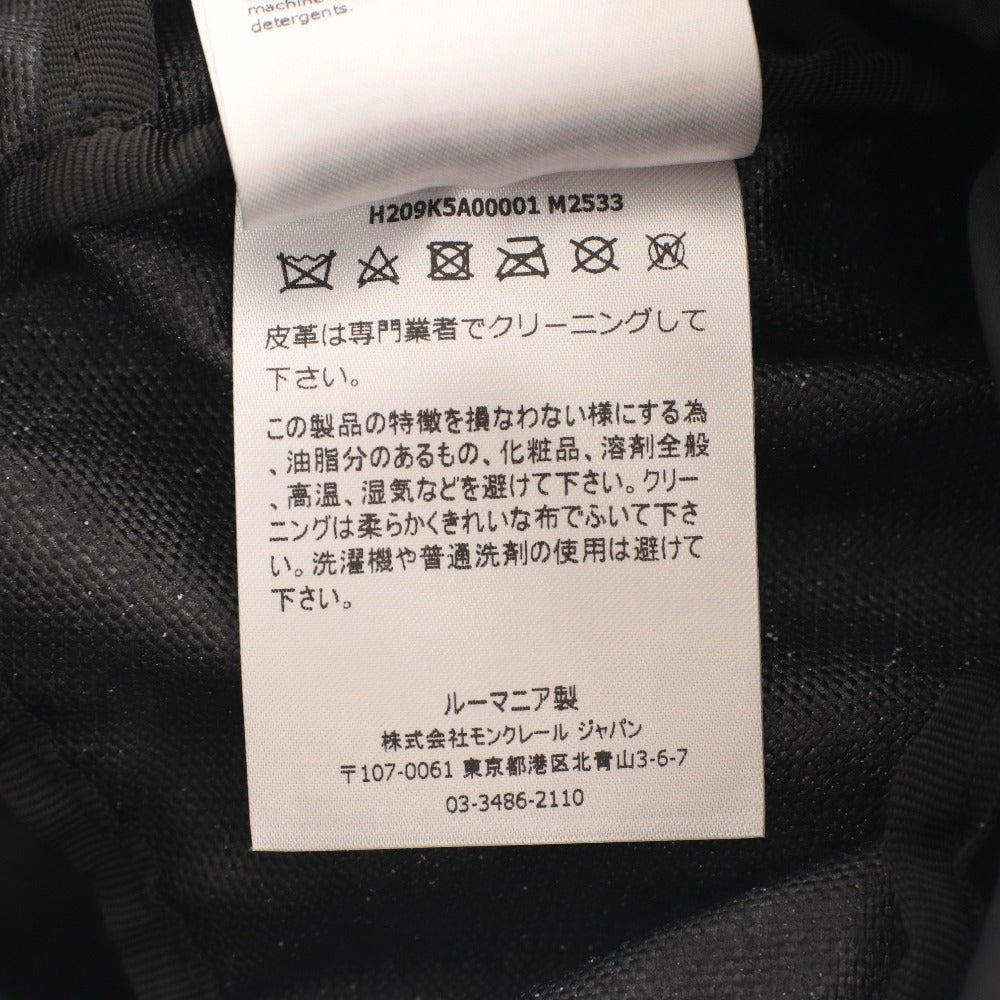 machine
detergents.
H209K5A00001 M2533
皮革は専門業者でクリーニングして
下さい。
この製品の特徴を損なわない様にする為
、油脂分のあるもの、化粧品、溶剤全般
、高温、湿気などを避けて下さい。クリー
ニングは柔らかくきれいな布でふいて下さ
い。洗濯機や普通洗剤の使用は避けて
下さい。
ルーマニア製
株式会社モンクレール ジャパン
〒107-0061 東京都港区北青山3-6-7
03-3486-2110